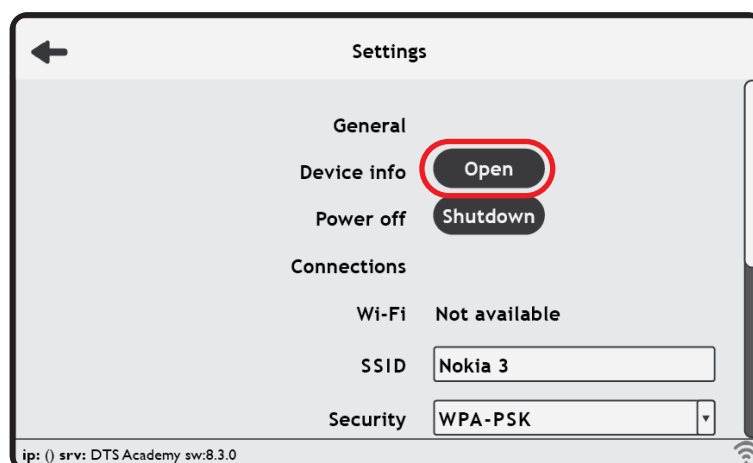 Settings
General
Device info Open
Power off Shutdown
Connections
Wi-Fi Not available
SSID Nokia 3
Security WPA-PSK
ip: () srv: DTS Academy sw:8.3.0